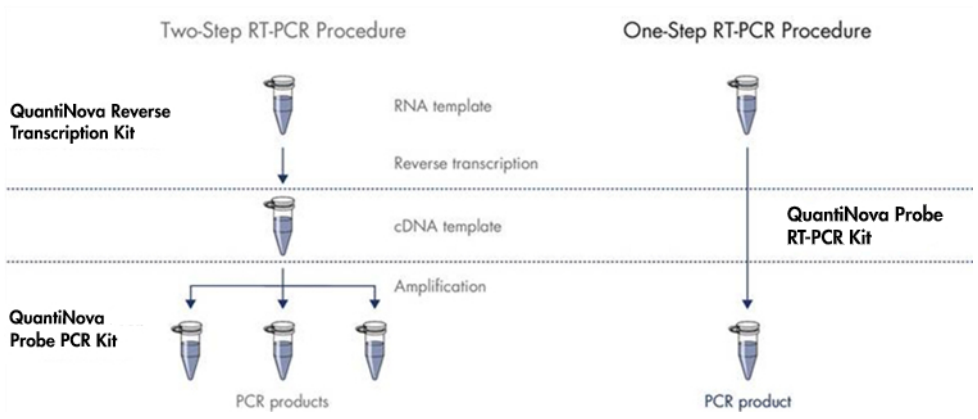 Two-Step RT-PCR Procedure
One-Step RT-PCR Procedure
QuantiNova Reverse
Transcription Kit
RNA template
Reverse transcription
cDNA template
QuantiNova Probe
RT-PCR Kit
Amplification
QuantiNova
Probe PCR Kit
PCR products
PCR product